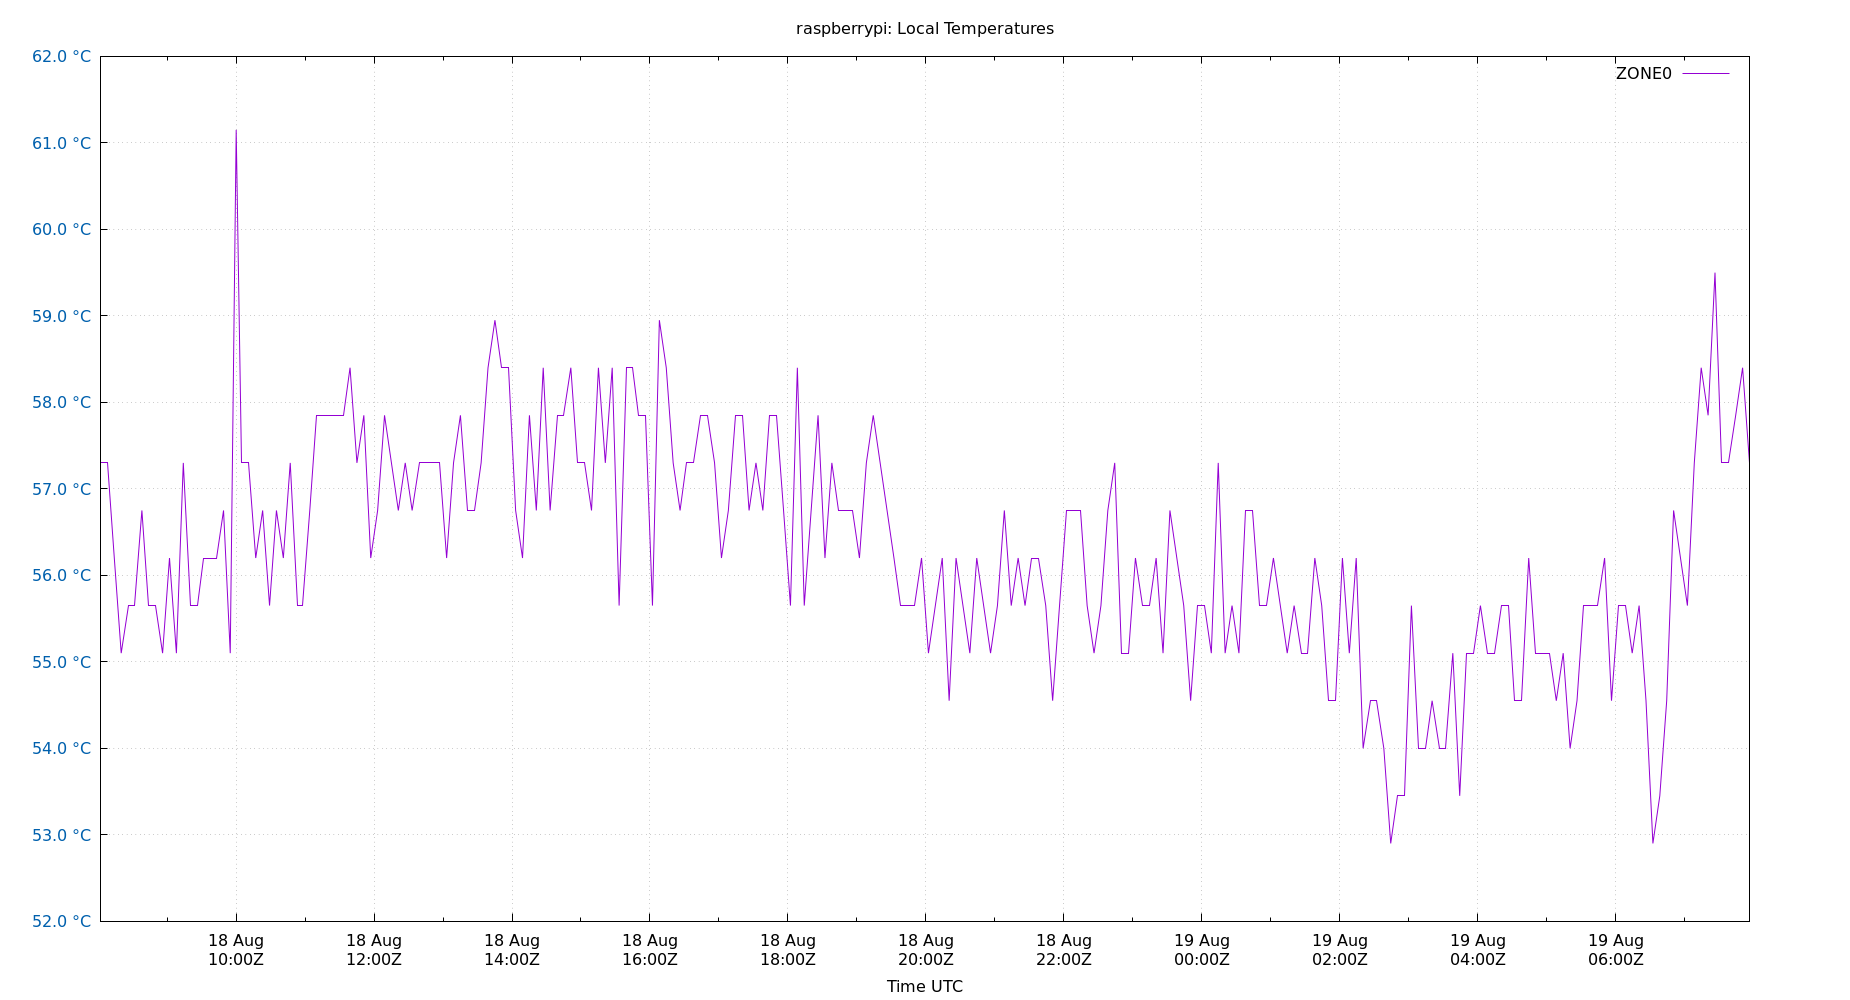 raspberrypi: Local Temperatures
62.0 °C
ZONE0
61.0 °C
60.0 °C
59.0 °C
58.0 °C
57.0 °C
56.0 °C
55.0 °C
54.0 °C
53.0 °C
52.0 °C
18 Aug 18 Aug 18 Aug 18 Aug 18 Aug 18 Aug 18 Aug 19 Aug 19 Aug 19 Aug 19 Aug
10:00Z 12:00Z 14:00Z 16:00Z 18:00Z 20:00Z 22:00Z 00:00Z 02:00Z 04:00Z 06:00Z
Time UTC